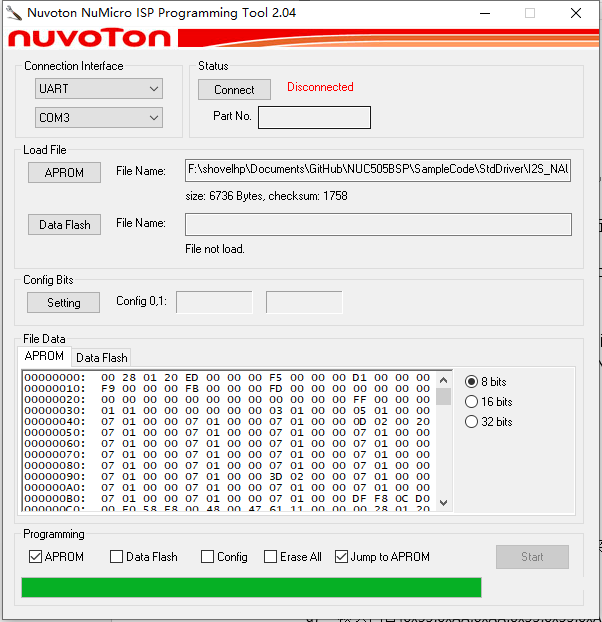 Nuvoton NuMicro ISP Programming Tool 2.04
nuvoTon
Connection Interface
UART
COM3
Status
Connect
Disconnected
Part No.
Load File
APROM
File Name:
F:\shovelhp\Documents\GitHub\NUC505BSP\SampleCode\StdDriver\I2S_NAU
size: 6736 Bytes, checksum: 1758
Data Flash
File Name:
File not load.
Config Bits
Setting
Config 0,1:
File Data
APROM
Data Flash
00000000: 00 28 01 20 ED 00 00 00 F5 00 00 00 D1 00 00 00
00000010: F9 00 00 00 FB 00 00 00 FD 00 00 00 00 00 00 00
00000020: 00 00 00 00 00 00 00 00 00 00 00 00 FF 00 00 00
00000030: 01 01 00 00 00 00 00 00 03 01 00 00 05 01 00 00
00000040: 07 01 00 00 07 01 00 00 07 01 00 00 0D 02 00 20
00000050: 07 01 00 00 07 01 00 00 07 01 00 00 07 01 00 00
00000060: 07 01 00 00 07 01 00 00 07 01 00 00 07 01 00 00
00000070: 07 01 00 00 07 01 00 00 07 01 00 00 07 01 00 00
00000080: 07 01 00 00 07 01 00 00 07 01 00 00 07 01 00 00
00000090: 07 01 00 00 07 01 00 00 3D 02 00 00 07 01 00 00
000000A0: 07 01 00 00 07 01 00 00 07 01 00 00 07 01 00 00
000000B0: 07 01 00 00 07 01 00 00 07 01 00 00 DF F8 0C D0
8 bits
16 bits
32 bits
Programming
APROM
Data Flash
Config
Erase All
Jump to APROM
Start